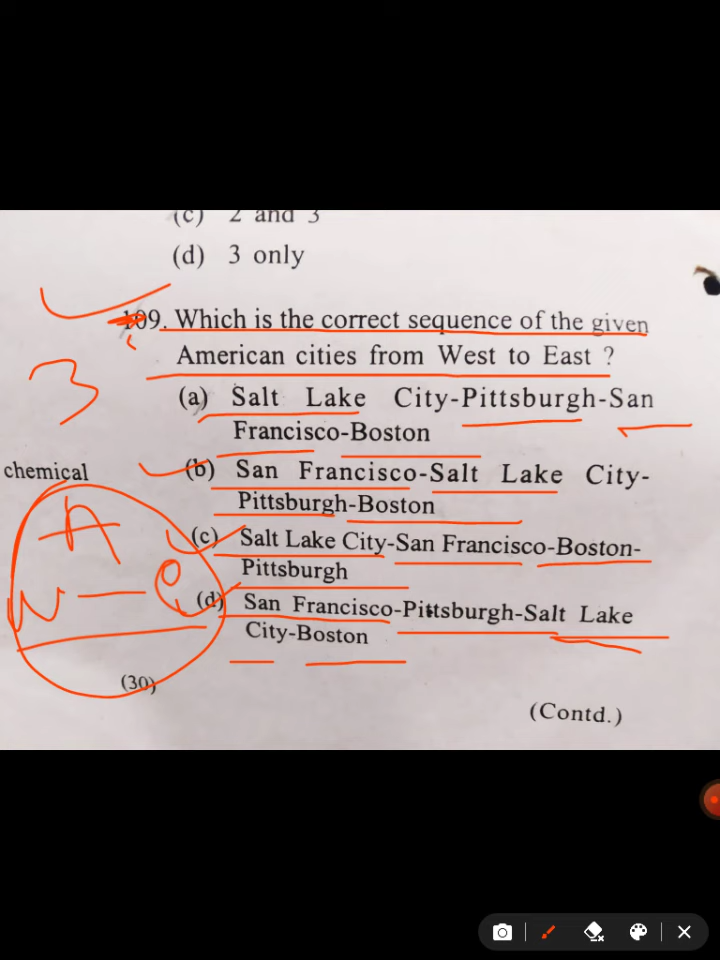 (c) 2 and 3
(d) 3 only
109. Which is the correct sequence of the given
American cities from West to East ?
(a) Salt Lake City-Pittsburgh-San
Francisco-Boston
3
chemical
(b) San Francisco-Salt Lake City-
Pittsburgh-Boston
A
(c) Salt Lake City-San Francisco-Boston-
Pittsburgh
(d) San Francisco-Pittsburgh-Salt Lake
City-Boston
(30)
(Contd.)